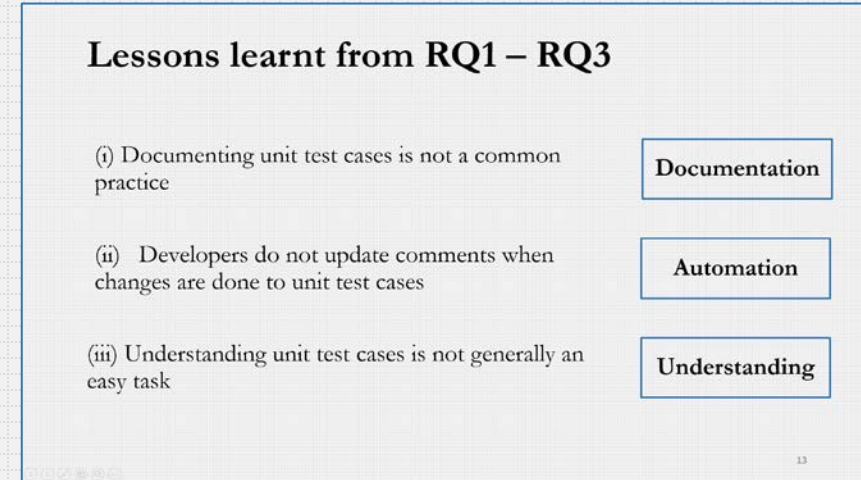 Lessons learnt from RQ1 – RQ3
(i) Documenting unit test cases is not a common
practice
Documentation
(ii) Developers do not update comments when
changes are done to unit test cases
Automation
(iii) Understanding unit test cases is not generally an
easy task
Understanding
13